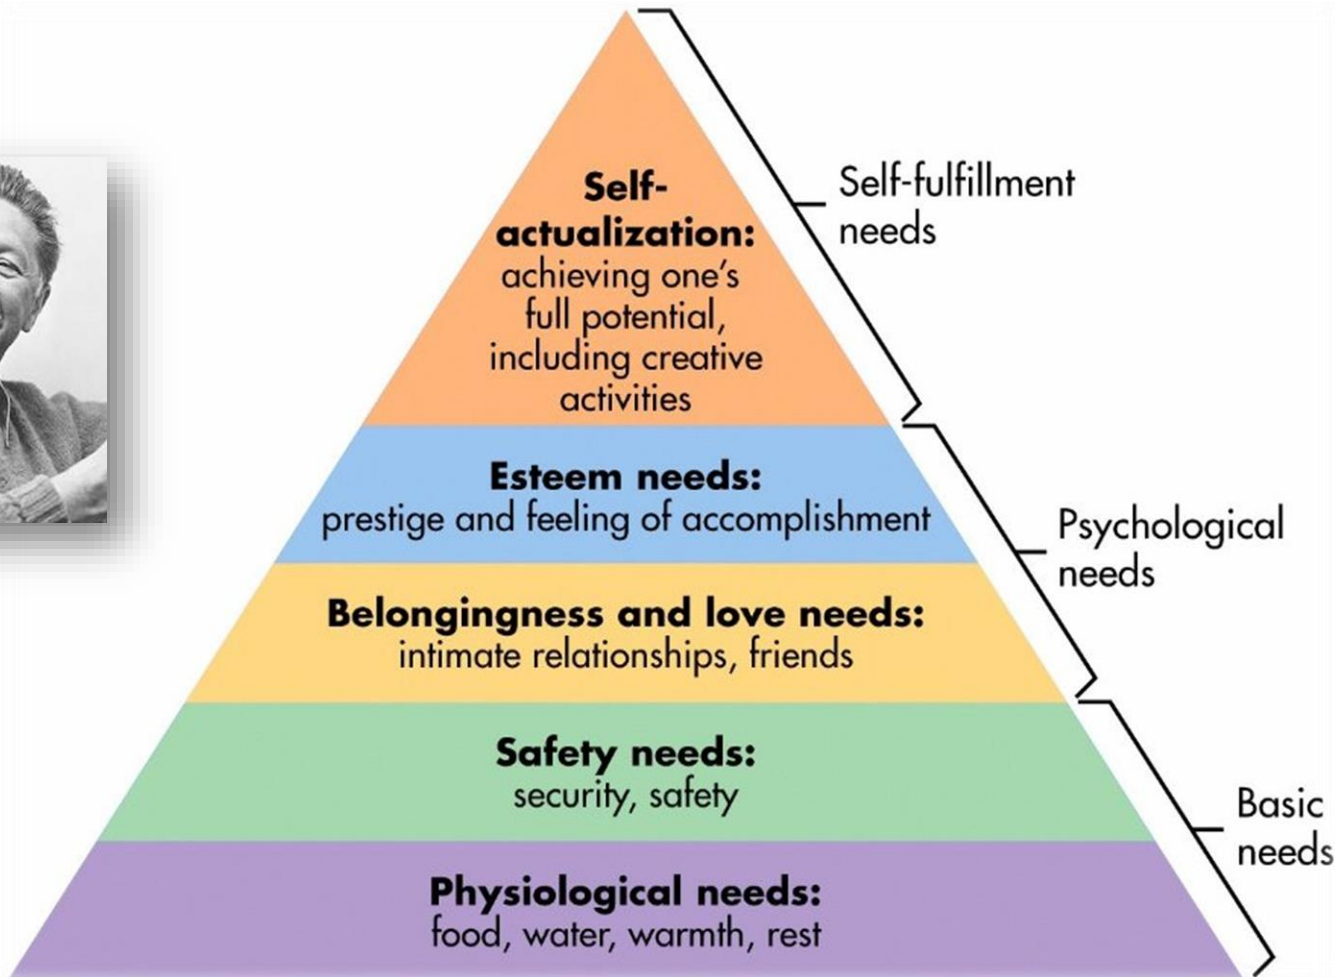 Self-
actualization:
achieving one's
full potential,
including creative
activities
Self-fulfillment
needs
Esteem needs:
prestige and feeling of accomplishment
Psychological
needs
Belongingness and love needs:
intimate relationships, friends
Safety needs:
security, safety
Basic
needs
Physiological needs:
food, water, warmth, rest